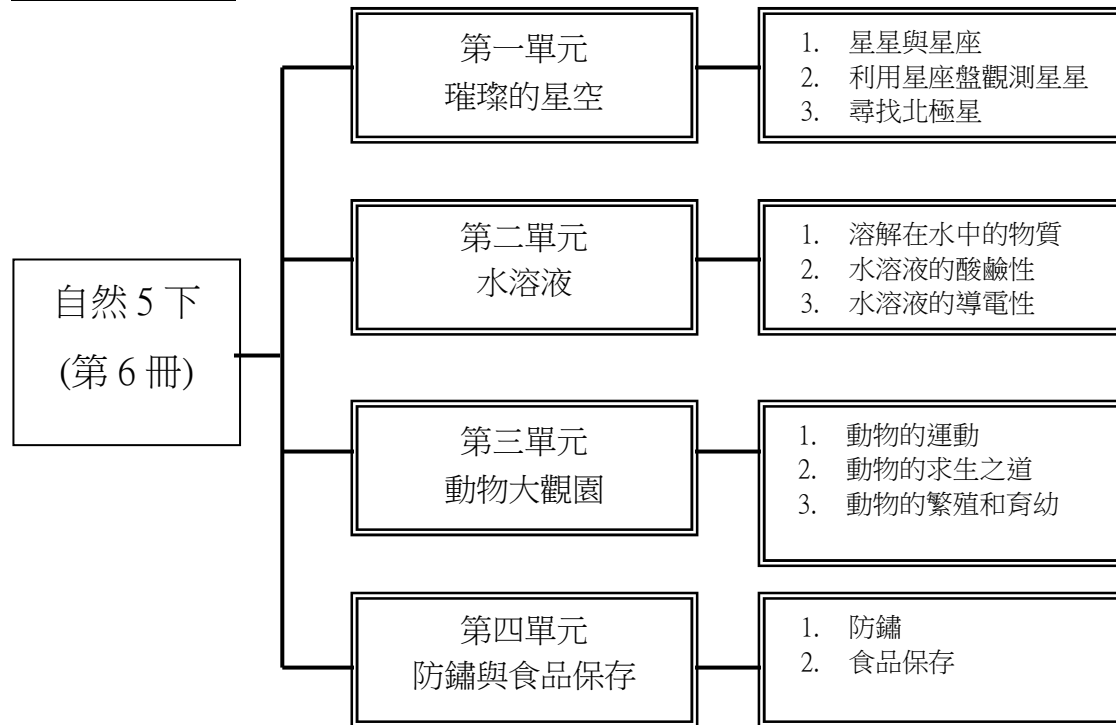 自然 5 下
(第 6 冊)
第一單元
璀璨的星空
1. 星星與星座
2. 利用星座盤觀測星星
3. 尋找北極星
第二單元
水溶液
1. 溶解在水中的物質
2. 水溶液的酸鹼性
3. 水溶液的導電性
第三單元
動物大觀園
1. 動物的運動
2. 動物的求生之道
3. 動物的繁殖和育幼
第四單元
防鏽與食品保存
1. 防鏽
2. 食品保存